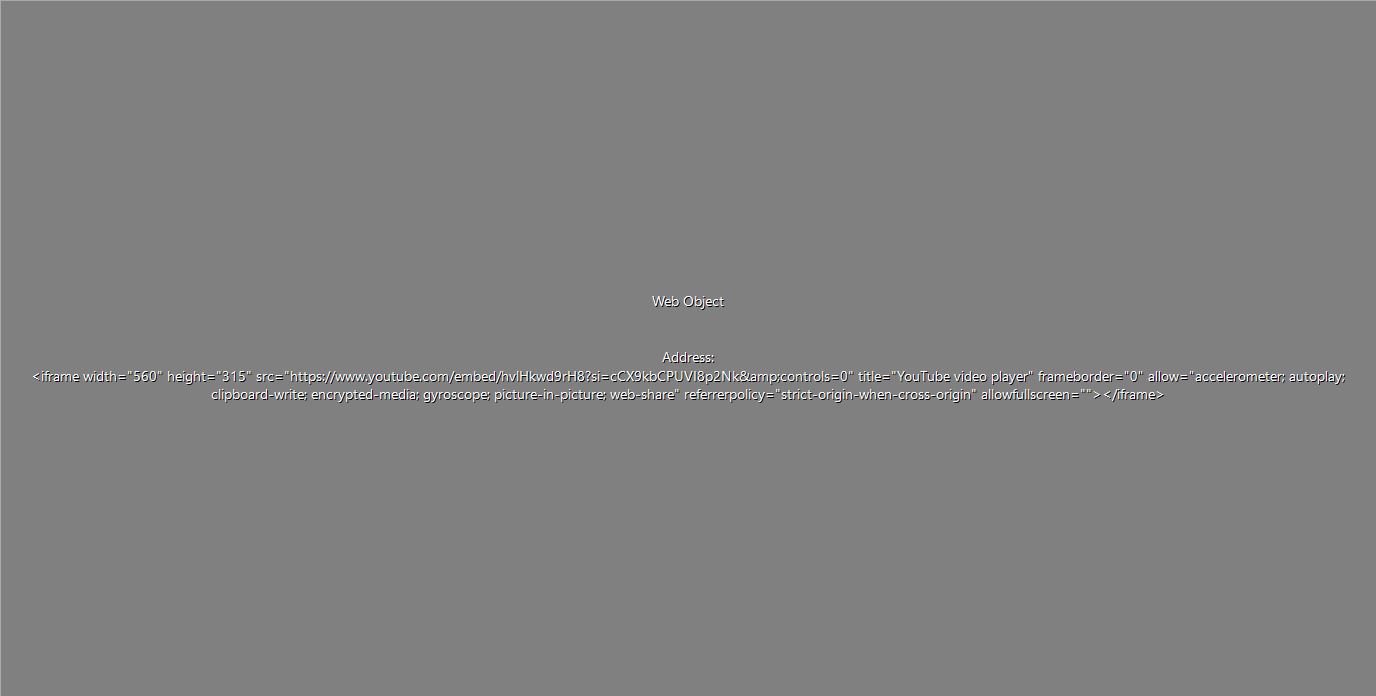 Web Object
Address:
<iframe width="560" height="315" src="https://www.youtube.com/embed/hvlHkwd9rH8?si=cCX9kbCPUVI8p2Nk&amp;controls=0" title="YouTube video player" frameborder="0" allow="accelerometer; autoplay;
clipboard-write; encrypted-media; gyroscope; picture-in-picture; web-share" referrerpolicy="strict-origin-when-cross-origin" allowfullscreen=""></iframe>